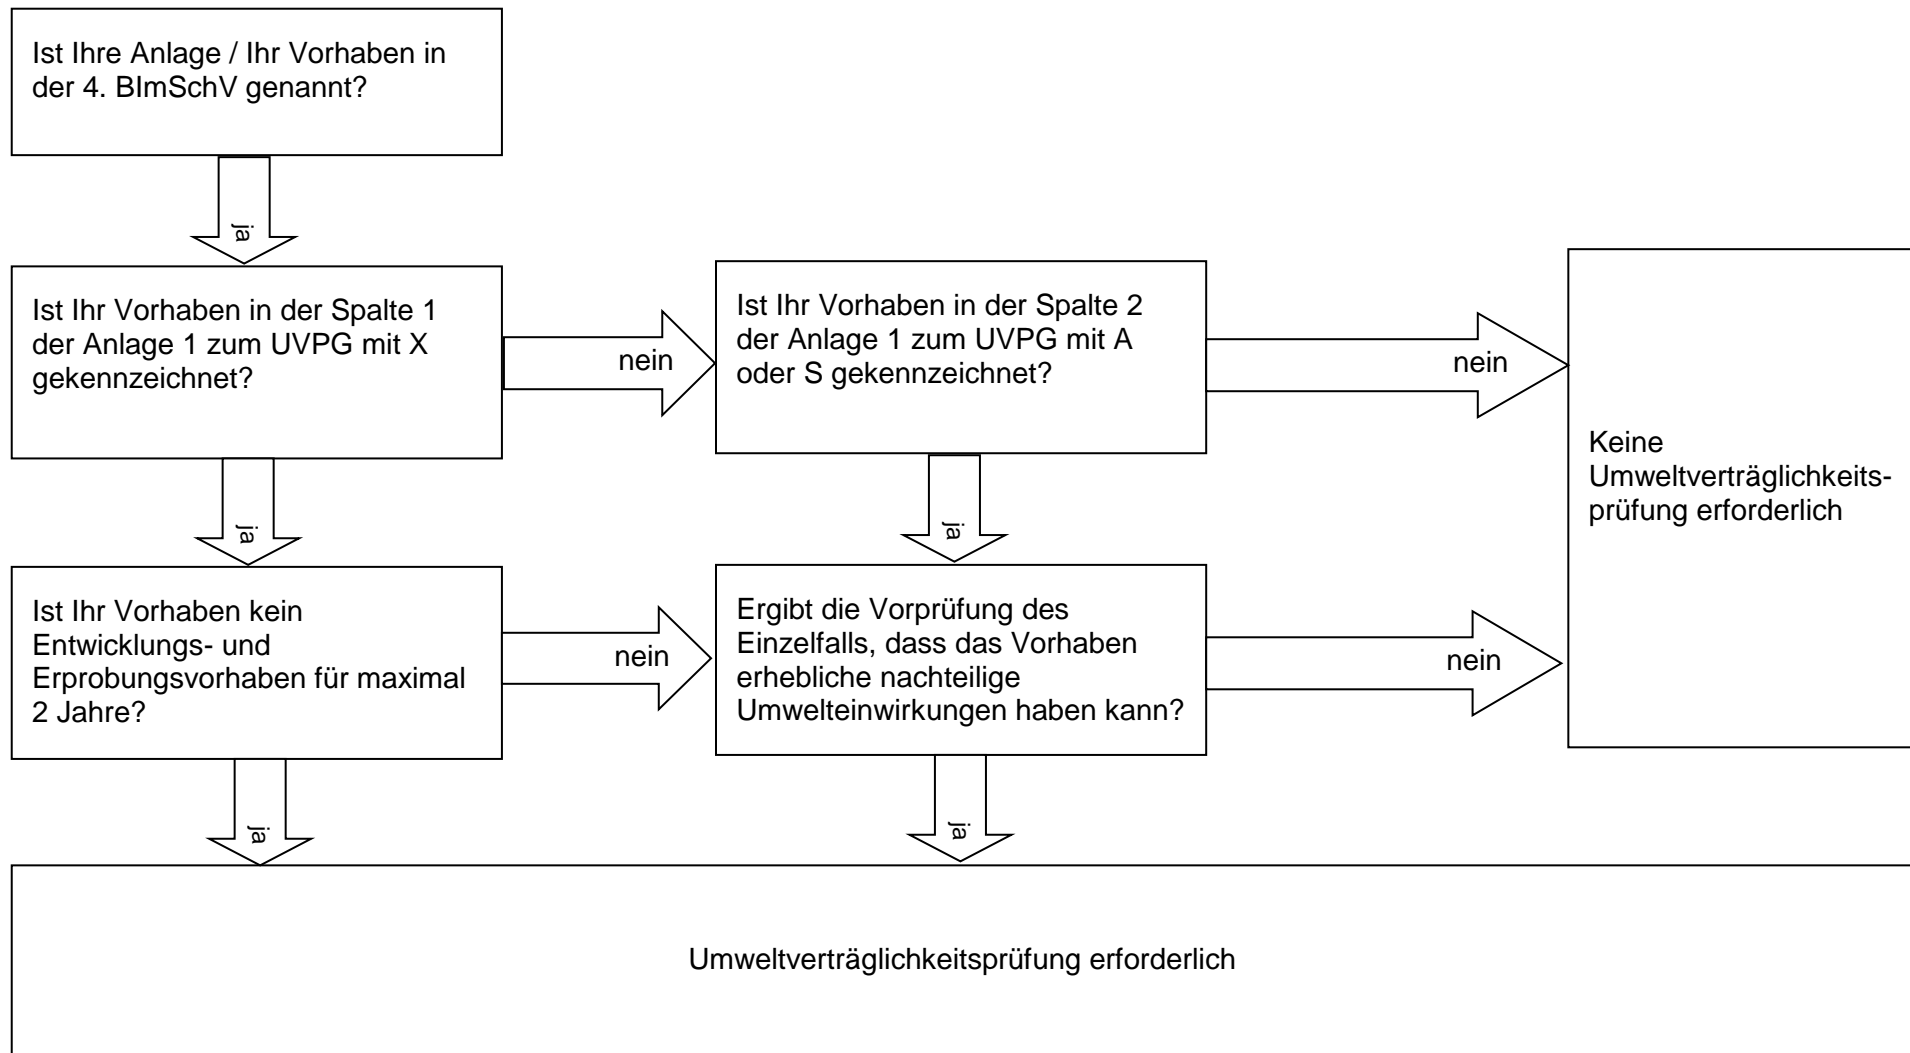 Ist Ihre Anlage / Ihr Vorhaben in
der 4. BImSchV genannt?
ja
Ist Ihr Vorhaben in der Spalte 1
der Anlage 1 zum UVPG mit X
gekennzeichnet?
nein
Ist Ihr Vorhaben in der Spalte 2
der Anlage 1 zum UVPG mit A
oder S gekennzeichnet?
nein
Keine
Umweltverträglichkeits-
prüfung erforderlich
ja
ja
Ist Ihr Vorhaben kein
Entwicklungs- und
Erprobungsvorhaben für maximal
2 Jahre?
nein
Ergibt die Vorprüfung des
Einzelfalls, dass das Vorhaben
erhebliche nachteilige
Umwelteinwirkungen haben kann?
nein
ja
ja
Umweltverträglichkeitsprüfung erforderlich